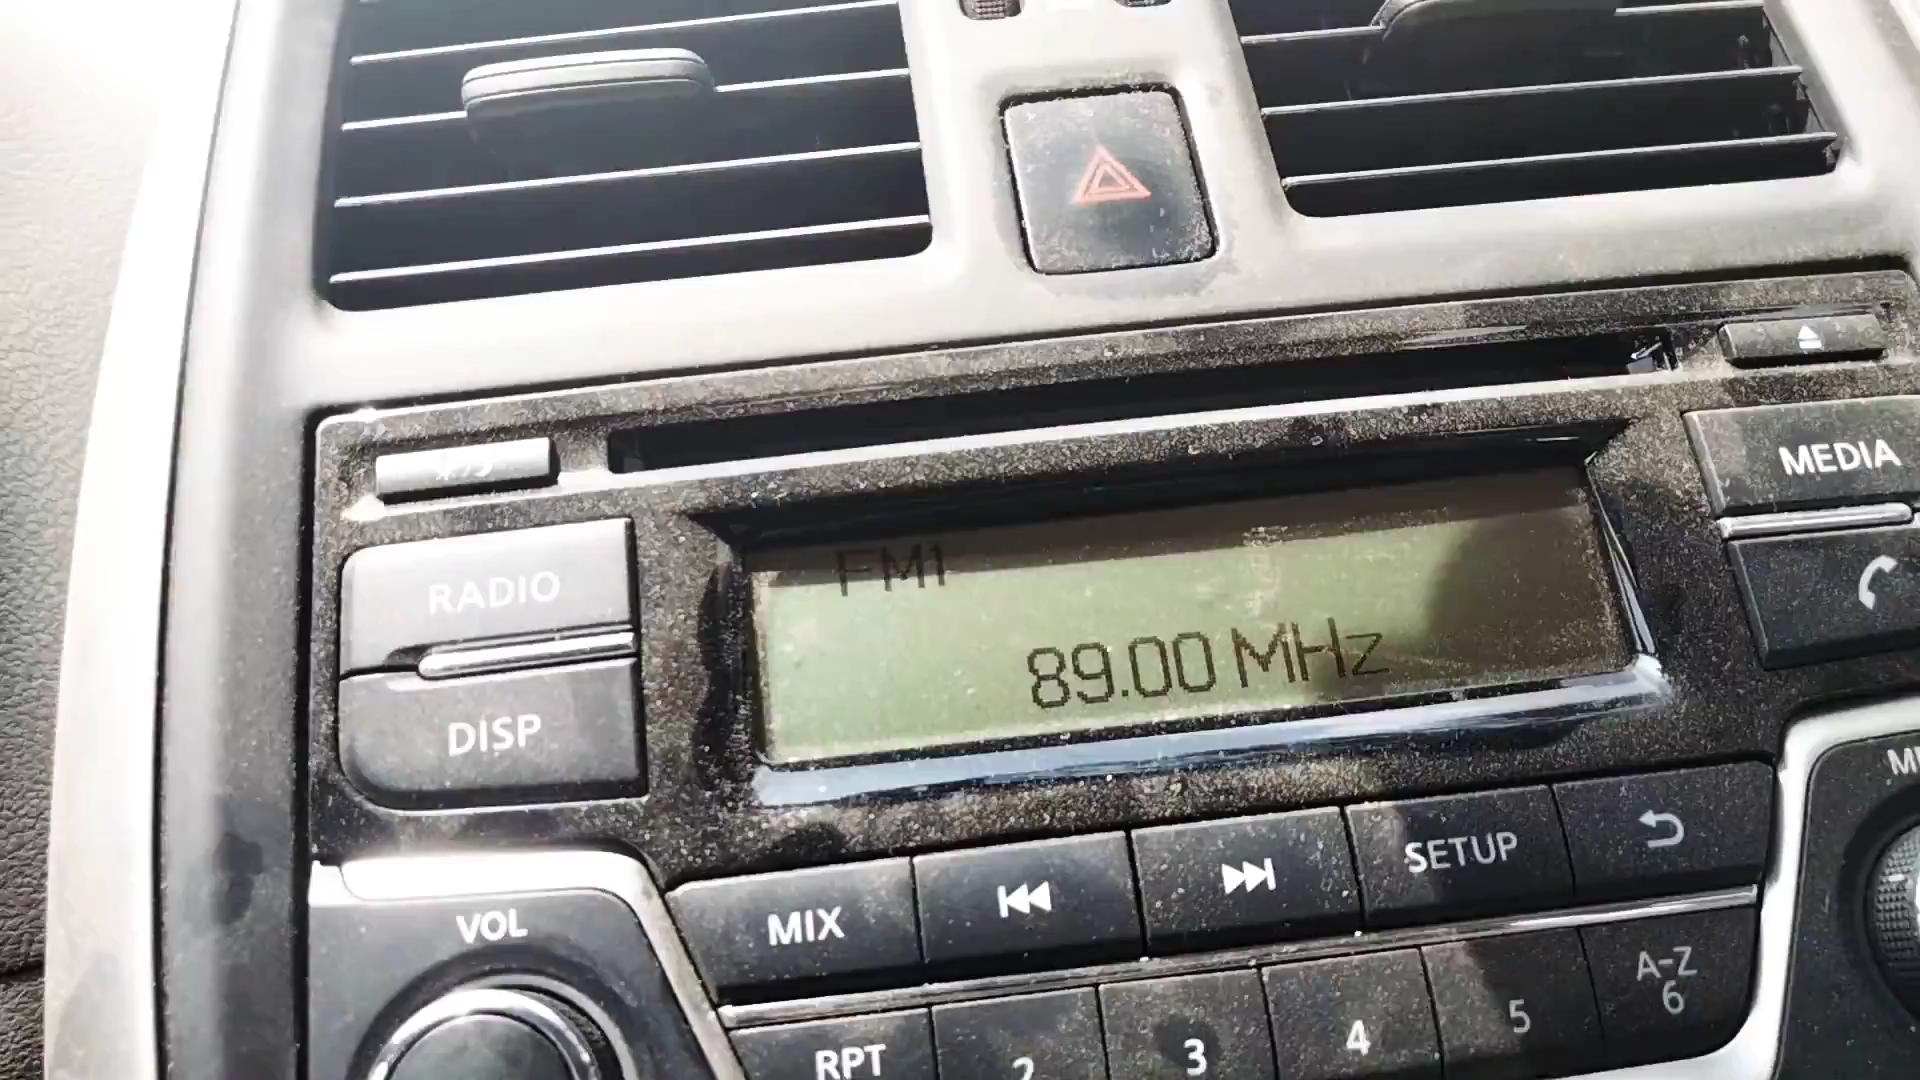 MEDIA
RADIO
FM1
89.00 MHz
DISP
VOL
MIX
SETUP
RPT
2
3
4
5
A-Z
6